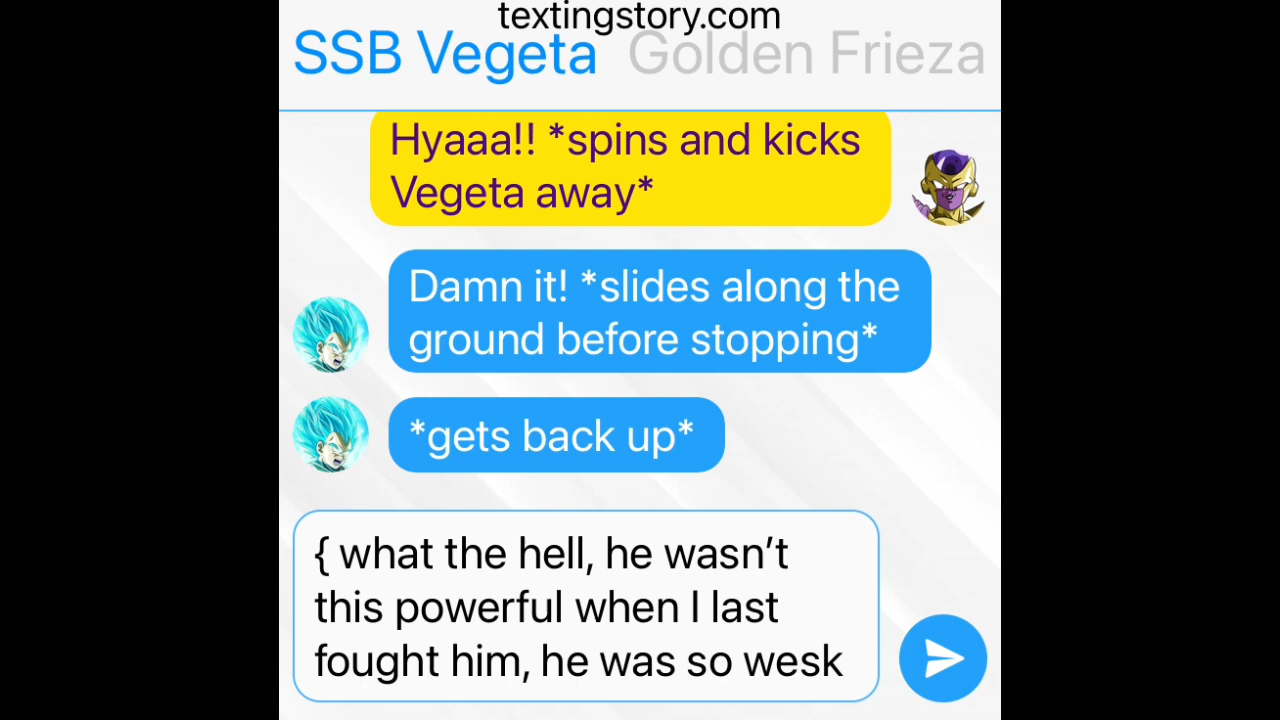 textingstory.com
SSB Vegeta Golden Frieza
Hyaaa!! *spins and kicks
Vegeta away*
Damn it! *slides along the
ground before stopping*
*gets back up*
{ what the hell, he wasn’t
this powerful when I last
fought him, he was so wesk